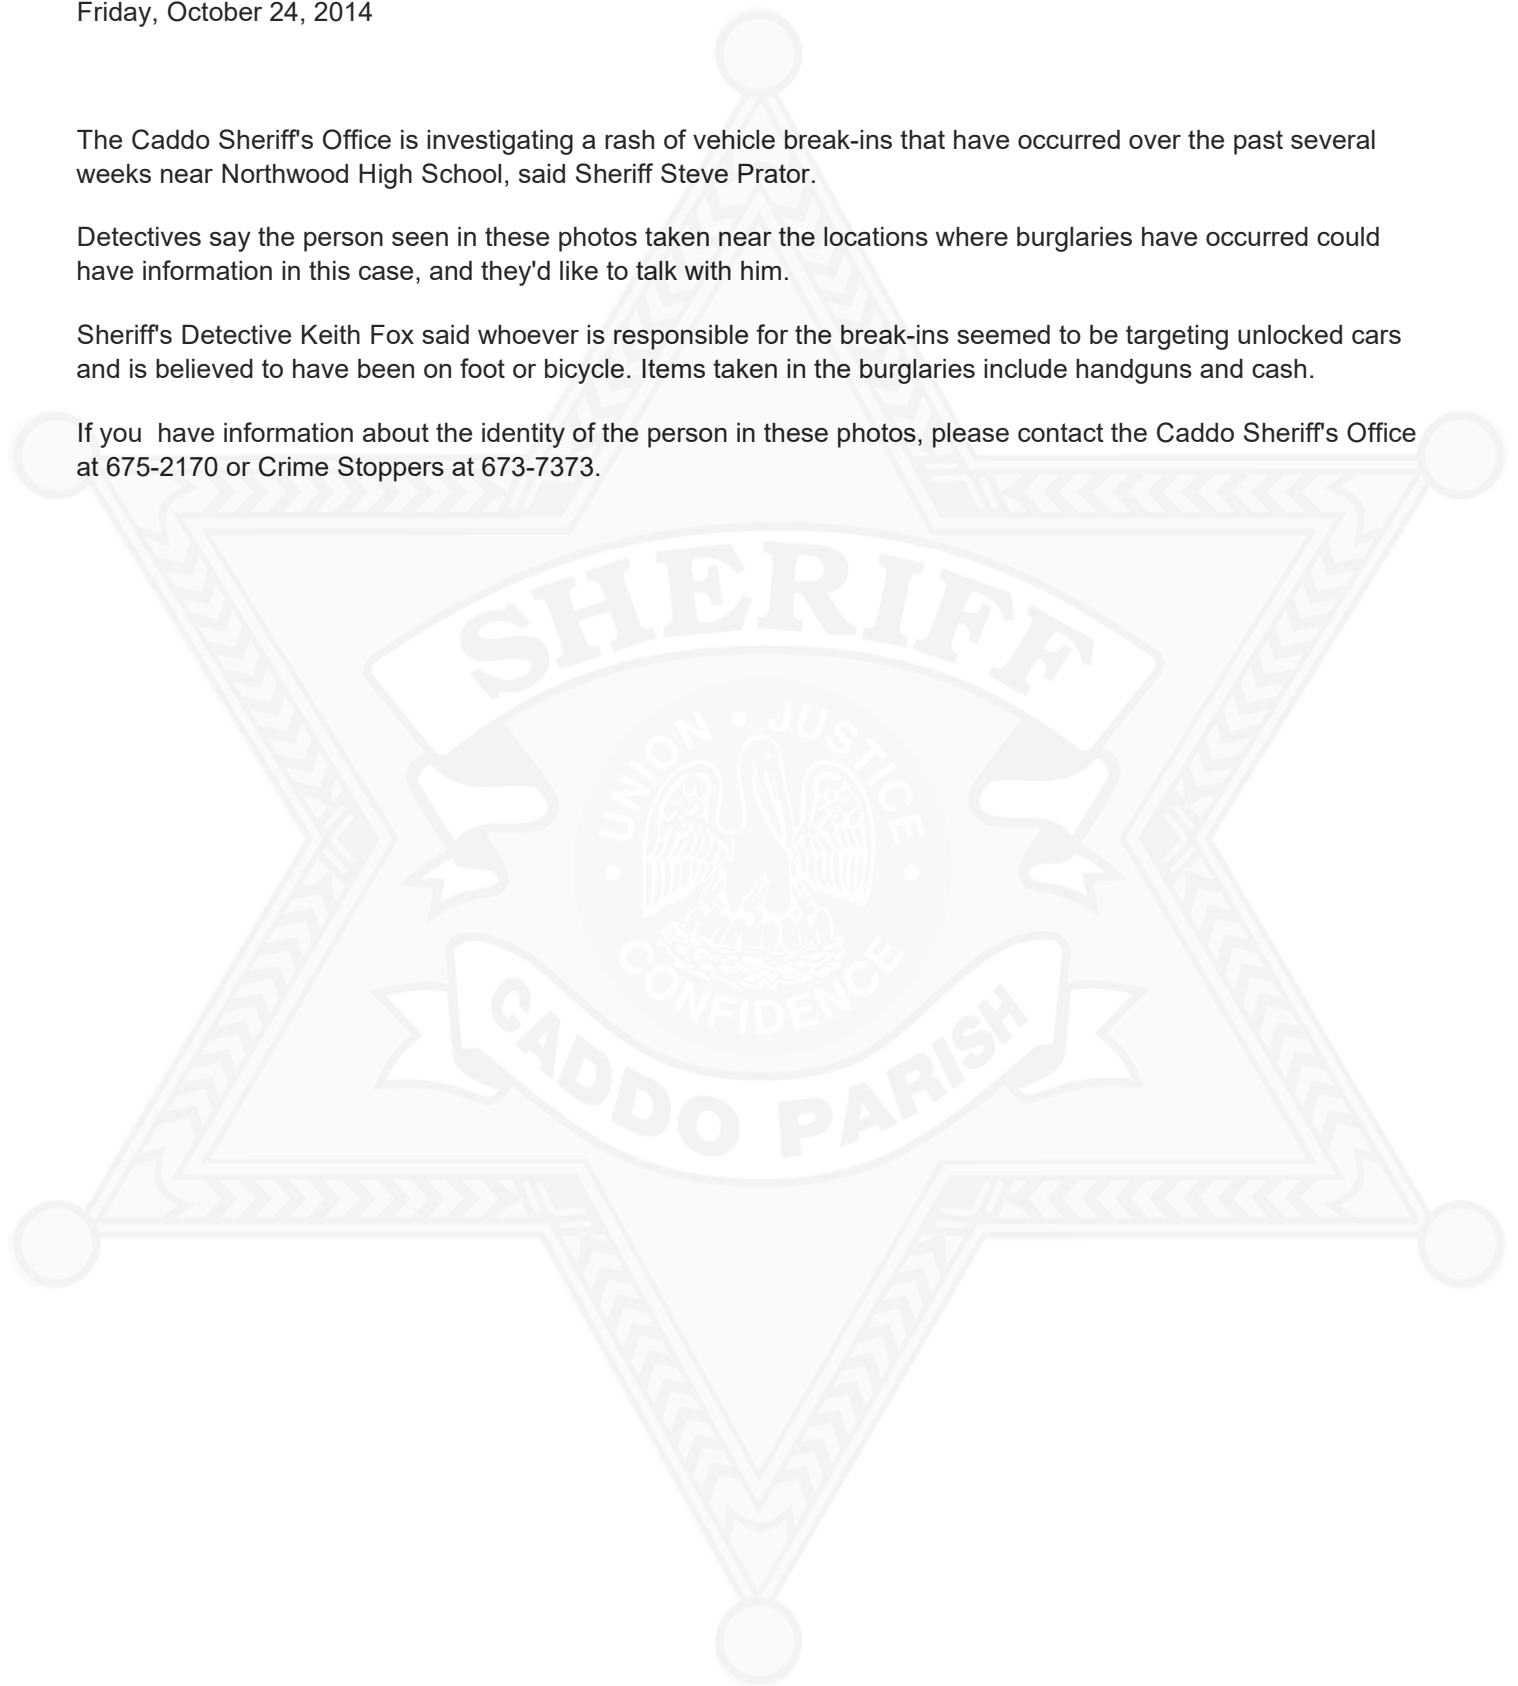 Friday, October 24, 2014
The Caddo Sheriff's Office is investigating a rash of vehicle break-ins that have occurred over the past several
weeks near Northwood High School, said Sheriff Steve Prator.
Detectives say the person seen in these photos taken near the locations where burglaries have occurred could
have information in this case, and they'd like to talk with him.
Sheriff's Detective Keith Fox said whoever is responsible for the break-ins seemed to be targeting unlocked cars
and is believed to have been on foot or bicycle. Items taken in the burglaries include handguns and cash.
If you  have information about the identity of the person in these photos, please contact the Caddo Sheriff's Office
at 675-2170 or Crime Stoppers at 673-7373.
SHERIFF
UNION • JUSTICE
• CONFIDENCE •
CADDO PARISH